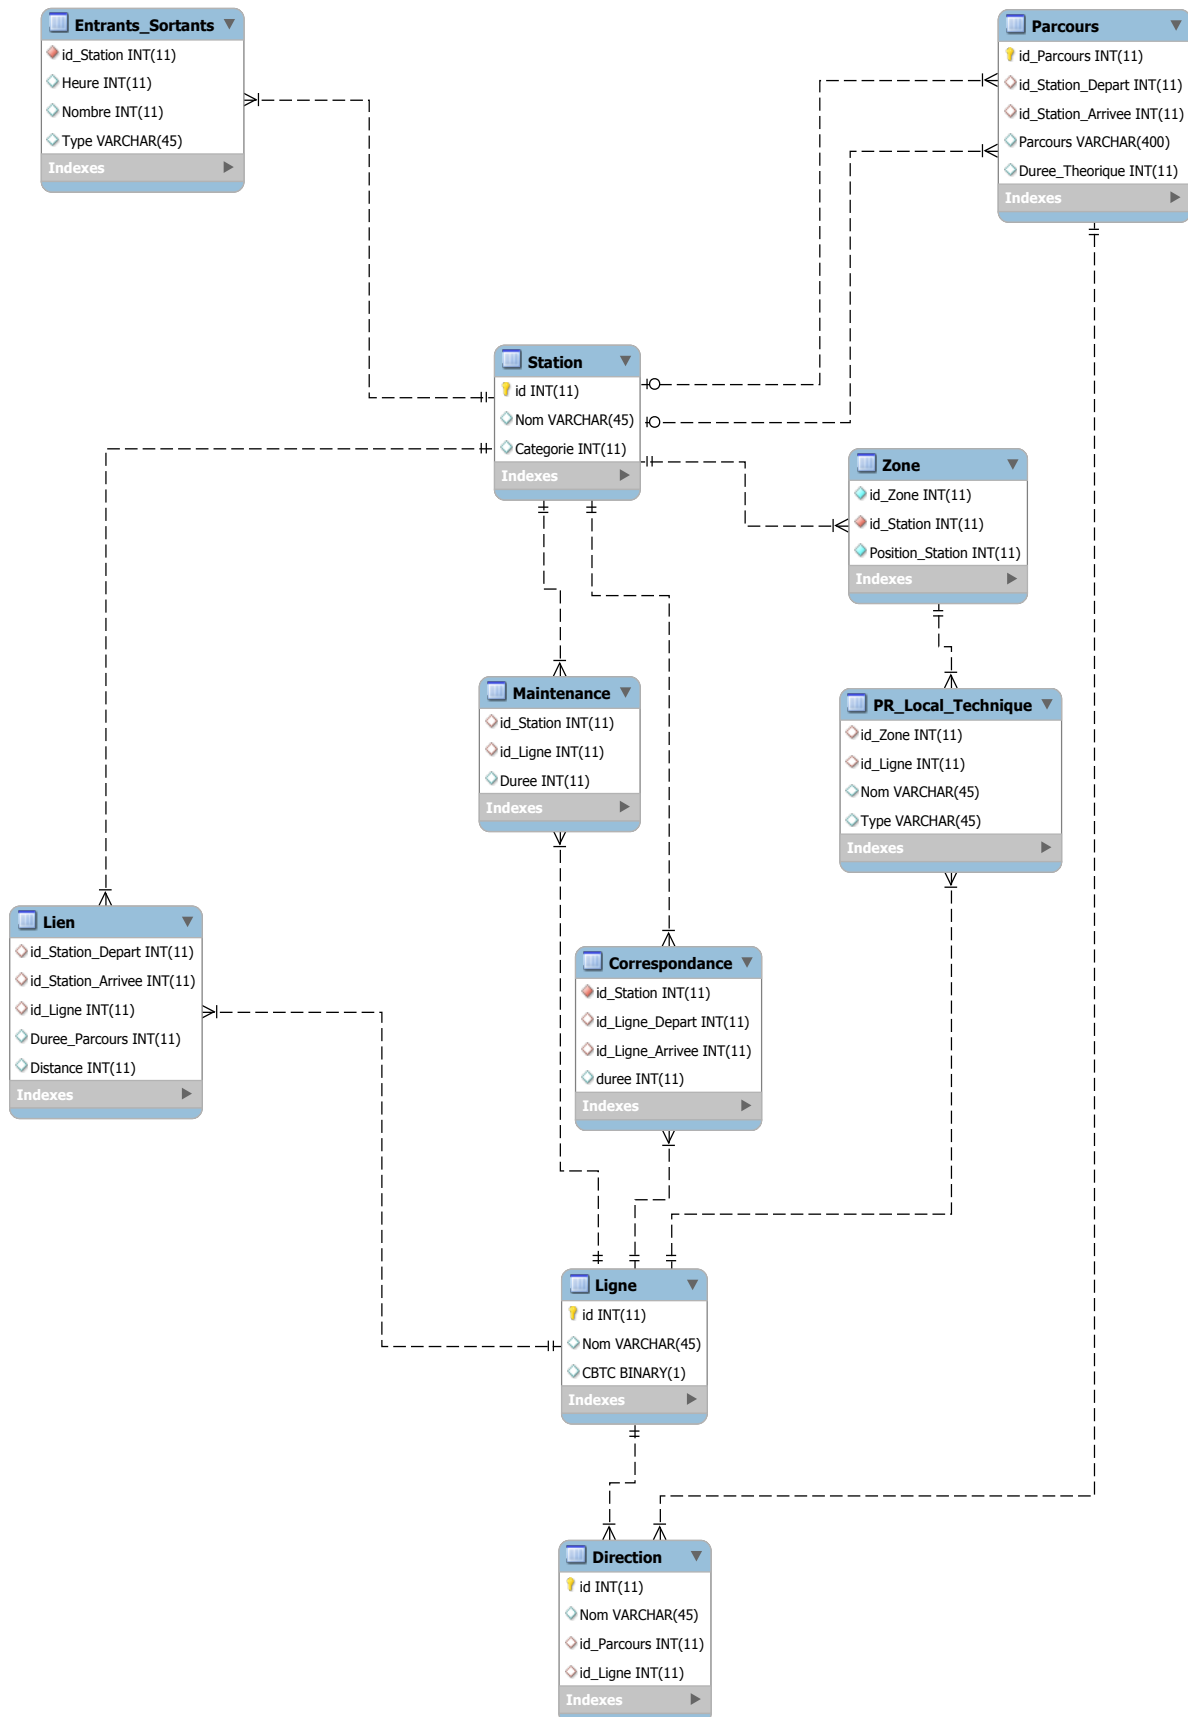 Entrants_Sortants
id_Station INT(11)
Heure INT(11)
Nombre INT(11)
Type VARCHAR(45)
Indexes
Parcours
id_Parcours INT(11)
id_Station_Depart INT(11)
id_Station_Arrivee INT(11)
Parcours VARCHAR(400)
Duree_Theorique INT(11)
Indexes
Station
id INT(11)
Nom VARCHAR(45)
Categorie INT(11)
Indexes
Zone
id_Zone INT(11)
id_Station INT(11)
Position_Station INT(11)
Indexes
Maintenance
id_Station INT(11)
id_Ligne INT(11)
Duree INT(11)
Indexes
PR_Local_Technique
id_Zone INT(11)
id_Ligne INT(11)
Nom VARCHAR(45)
Type VARCHAR(45)
Indexes
Lien
id_Station_Depart INT(11)
id_Station_Arrivee INT(11)
id_Ligne INT(11)
Duree_Parcours INT(11)
Distance INT(11)
Indexes
Correspondance
id_Station INT(11)
id_Ligne_Depart INT(11)
id_Ligne_Arrivee INT(11)
duree INT(11)
Indexes
Ligne
id INT(11)
Nom VARCHAR(45)
CBTC BINARY(1)
Indexes
Direction
id INT(11)
Nom VARCHAR(45)
id_Parcours INT(11)
id_Ligne INT(11)
Indexes